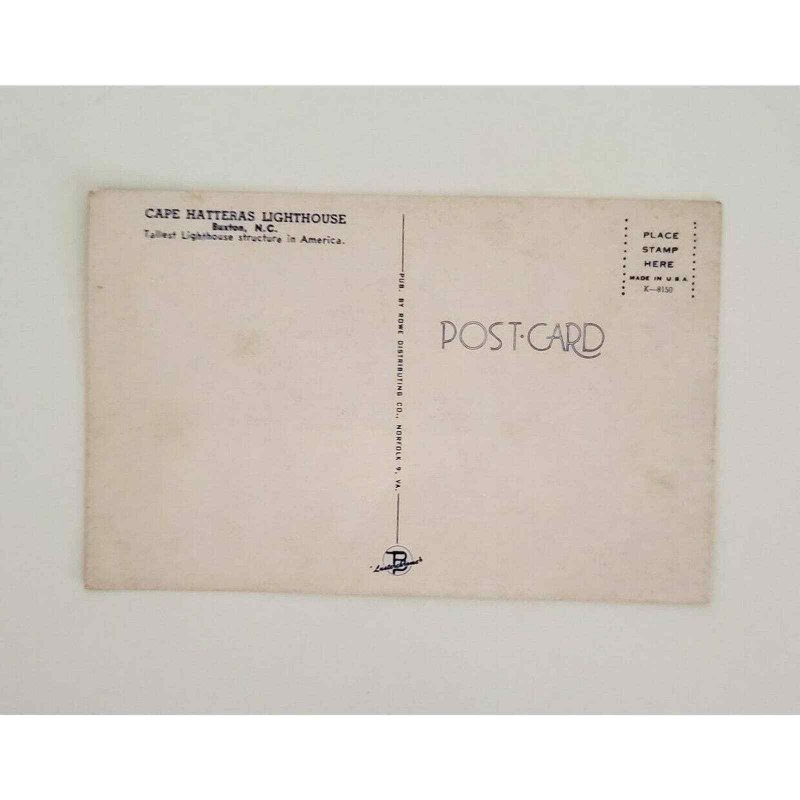 CAPE HATTERAS LIGHTHOUSE
Buxton, N.C.
Tallest Lighthouse structure in America.
PLACE
STAMP
HERE
MADE IN U.S.A.
K—8150
POST·CARD
PUB. BY ROWE DISTRIBUTING CO., NORFOLK 9, VA.